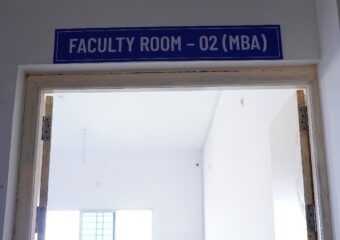 FACULTY ROOM - 02 (MBA)